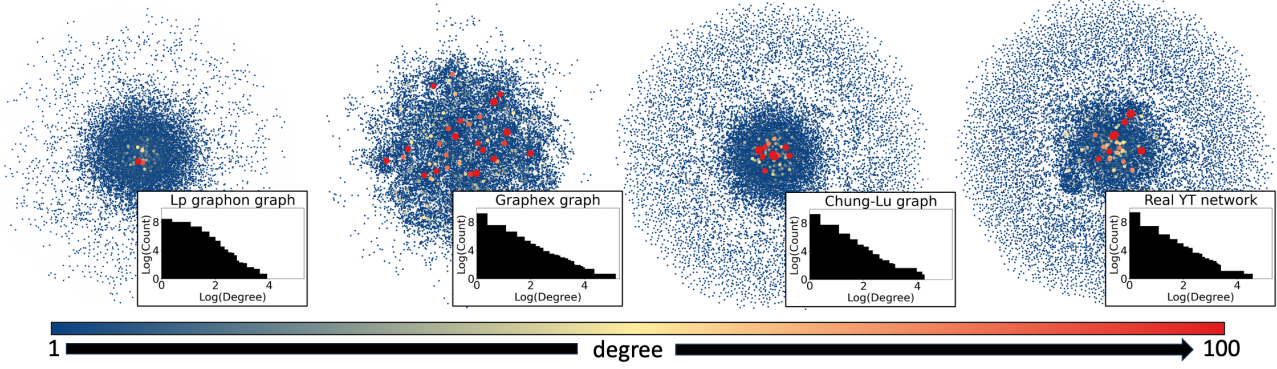 Lp graphon graph
Log(Count)
8
4
0
0
2
4
Log(Degree)
Graphex graph
Log(Count)
8
4
0
0
2
4
Log(Degree)
Chung-Lu graph
Log(Count)
8
4
0
0
2
4
Log(Degree)
Real YT network
Log(Count)
8
4
0
0
2
4
Log(Degree)
1 degree 100